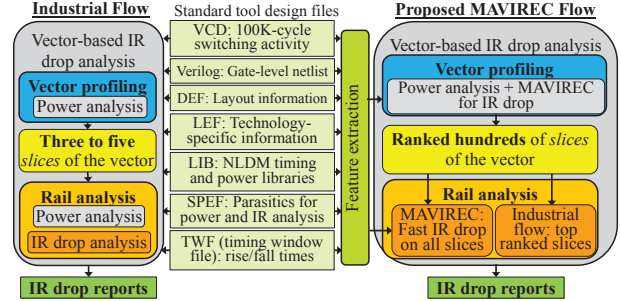 Industrial Flow
Vector-based IR
drop analysis
Vector profiling
Power analysis
Three to five
slices of the vector
Rail analysis
Power analysis
IR drop analysis
IR drop reports
Standard tool design files
VCD: 100K-cycle
switching activity
Verilog: Gate-level netlist
DEF: Layout information
LEF: Technology-
specific information
LIB: NLDM timing
and power libraries
SPEF: Parasitics for
power and IR analysis
TWF (timing window
file): rise/fall times
Feature extraction
Proposed MAVIREC Flow
Vector-based IR drop analysis
Vector profiling
Power analysis + MAVIREC
for IR drop
Ranked hundreds of slices
of the vector
Rail analysis
MAVIREC:
Fast IR drop
on all slices
Industrial
flow: top
ranked slices
IR drop reports